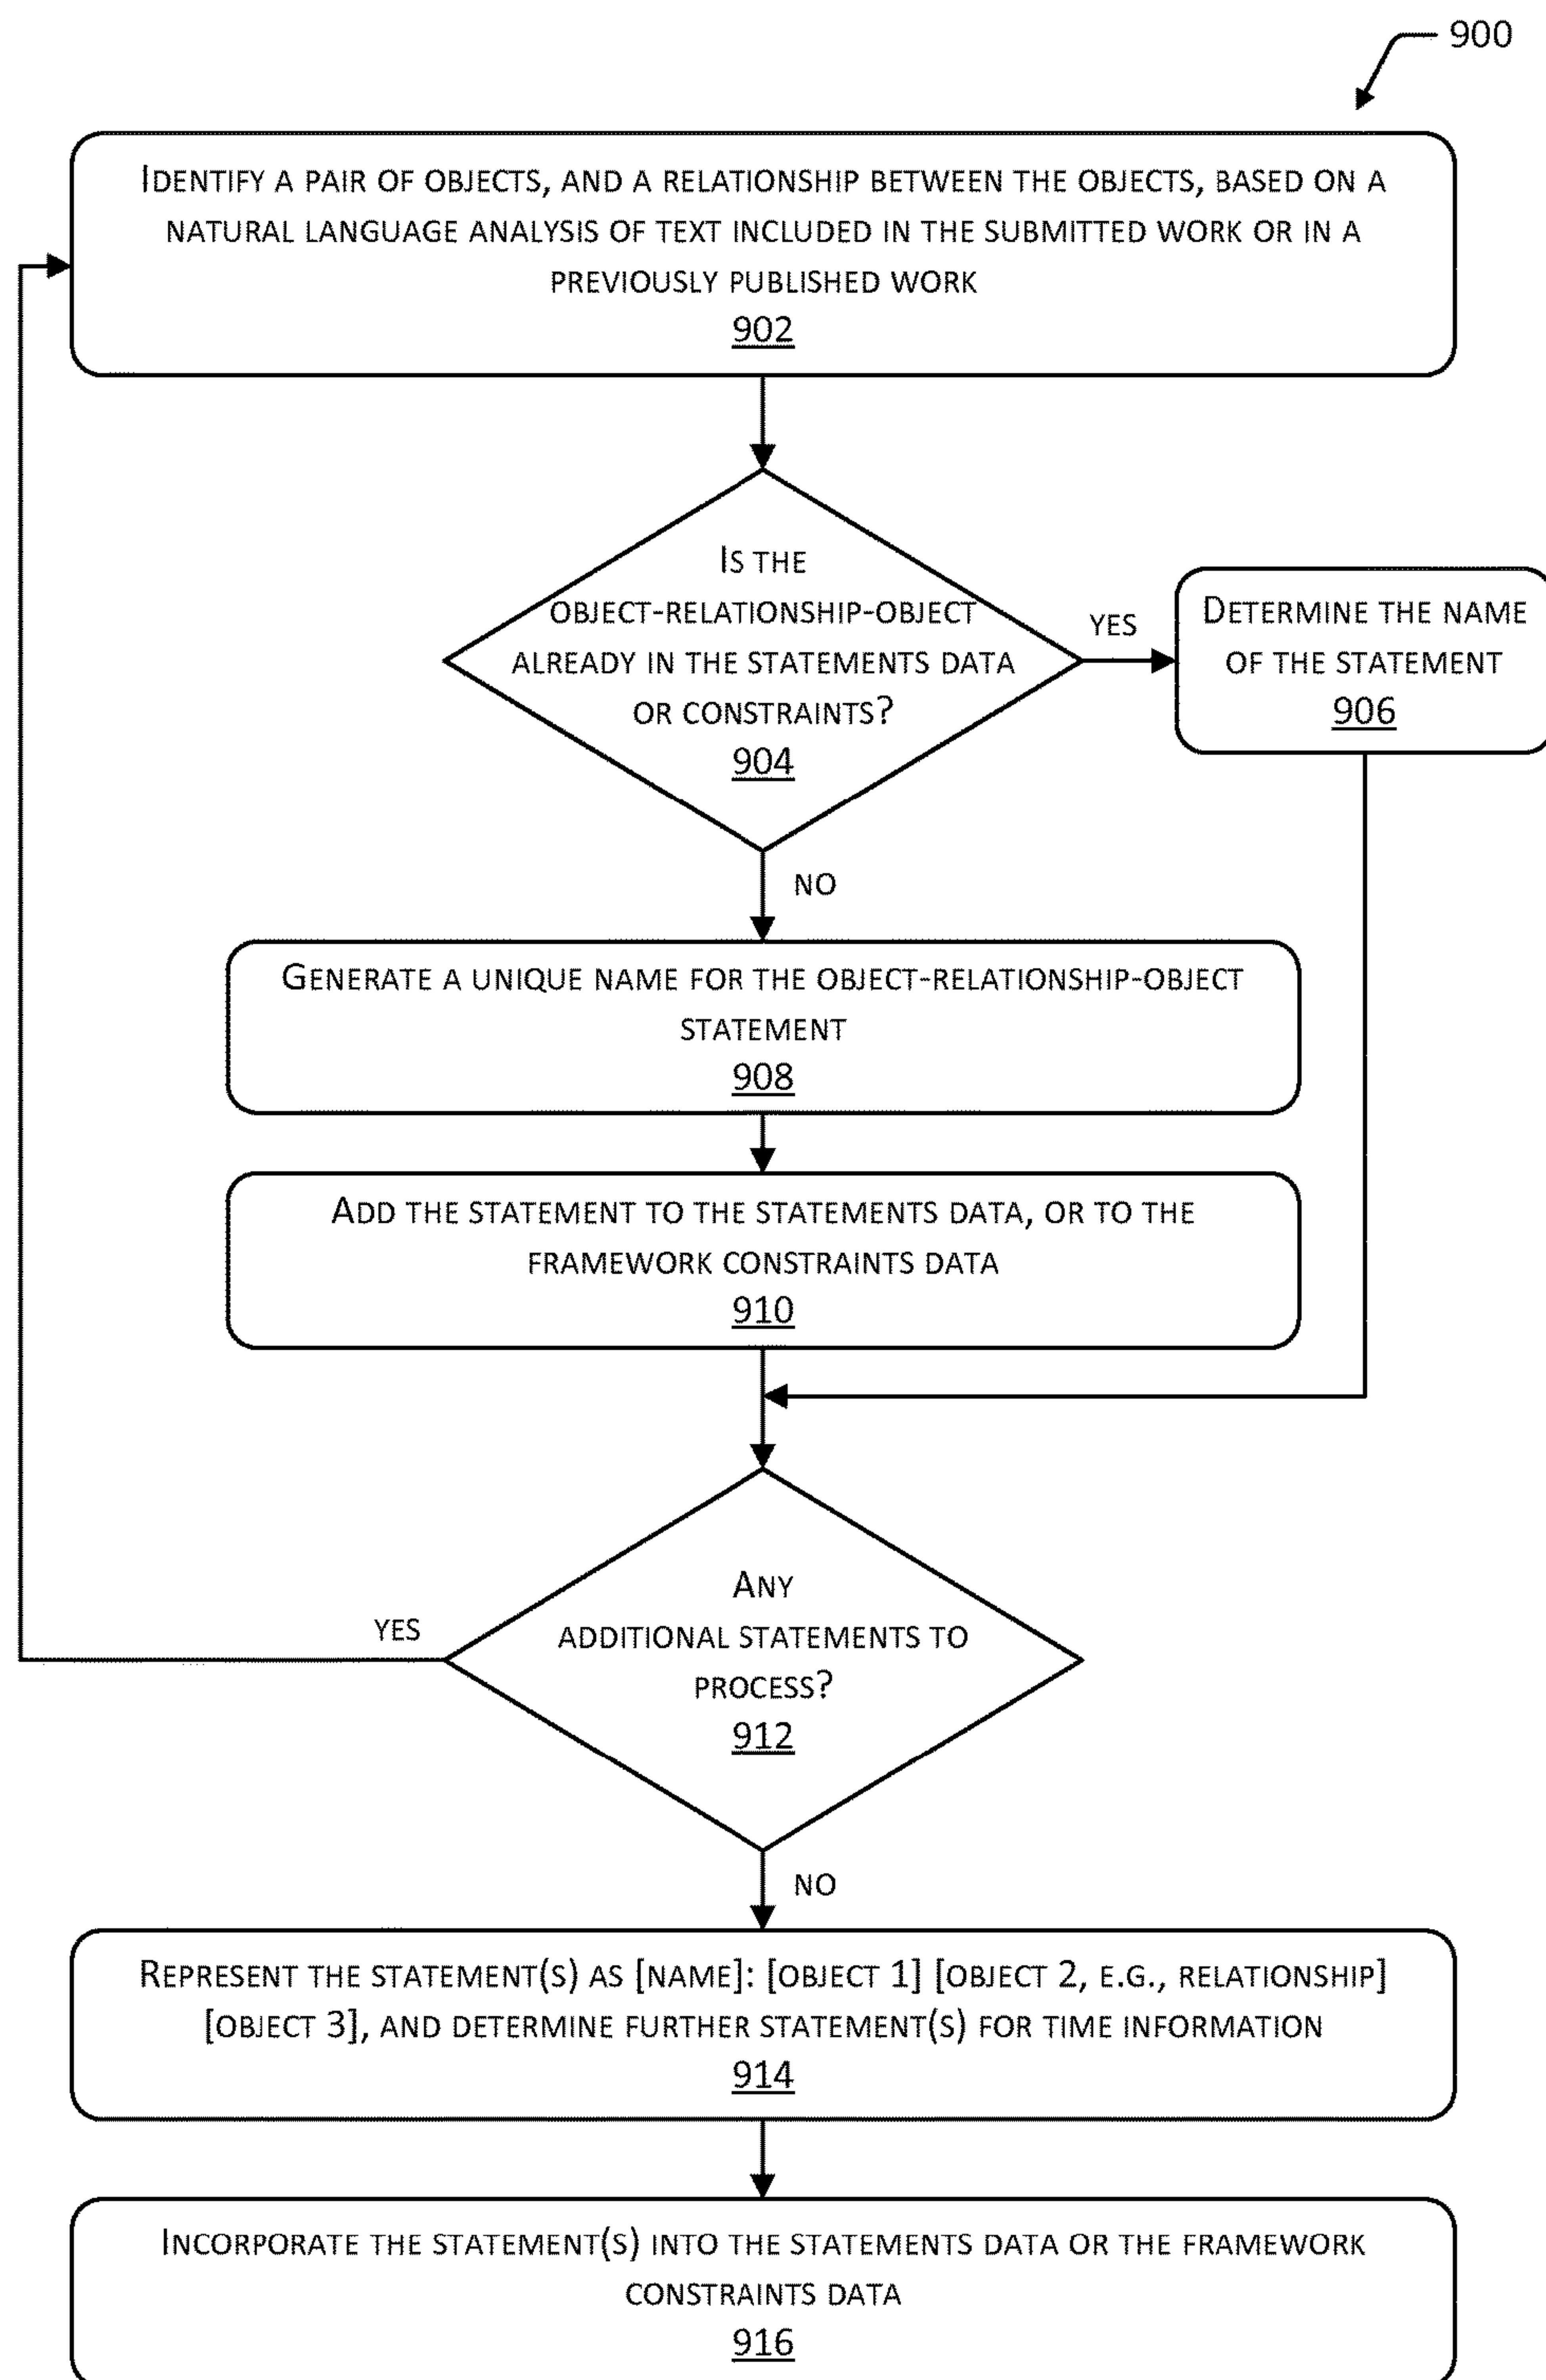 900
IDENTIFY A PAIR OF OBJECTS, AND A RELATIONSHIP BETWEEN THE OBJECTS, BASED ON A
NATURAL LANGUAGE ANALYSIS OF TEXT INCLUDED IN THE SUBMITTED WORK OR IN A
PREVIOUSLY PUBLISHED WORK
902
IS THE
OBJECT-RELATIONSHIP-OBJECT
ALREADY IN THE STATEMENTS DATA
OR CONSTRAINTS?
904
YES
DETERMINE THE NAME
OF THE STATEMENT
906
NO
GENERATE A UNIQUE NAME FOR THE OBJECT-RELATIONSHIP-OBJECT
STATEMENT
908
ADD THE STATEMENT TO THE STATEMENTS DATA, OR TO THE
FRAMEWORK CONSTRAINTS DATA
910
ANY
ADDITIONAL STATEMENTS TO
PROCESS?
912
YES
NO
REPRESENT THE STATEMENT(S) AS [NAME]: [OBJECT 1] [OBJECT 2, E.G., RELATIONSHIP]
[OBJECT 3], AND DETERMINE FURTHER STATEMENT(S) FOR TIME INFORMATION
914
INCORPORATE THE STATEMENT(S) INTO THE STATEMENTS DATA OR THE FRAMEWORK
CONSTRAINTS DATA
916